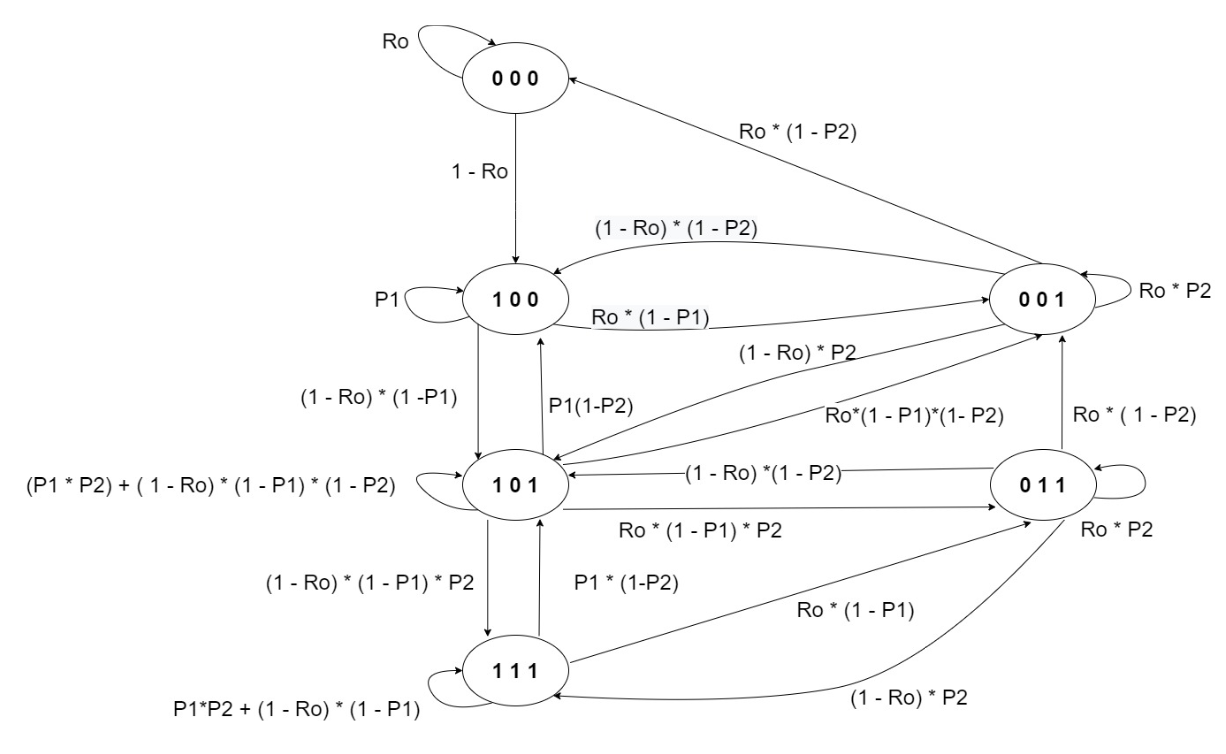 Ro
0 0 0
Ro * (1 - P2)
1 - Ro
(1 - Ro) * (1 - P2)
P1
1 0 0
0 0 1
Ro * P2
Ro * (1 - P1)
(1 - Ro) * P2
(1 - Ro) * (1 -P1)
P1(1-P2)
Ro*(1 - P1)*(1- P2)
Ro * ( 1 - P2)
(P1 * P2) + ( 1 - Ro) * (1 - P1) * (1 - P2)
1 0 1
(1 - Ro) *(1 - P2)
0 1 1
Ro * (1 - P1) * P2
Ro * P2
(1 - Ro) * (1 - P1) * P2
P1 * (1-P2)
Ro * (1 - P1)
1 1 1
(1 - Ro) * P2
P1*P2 + (1 - Ro) * (1 - P1)